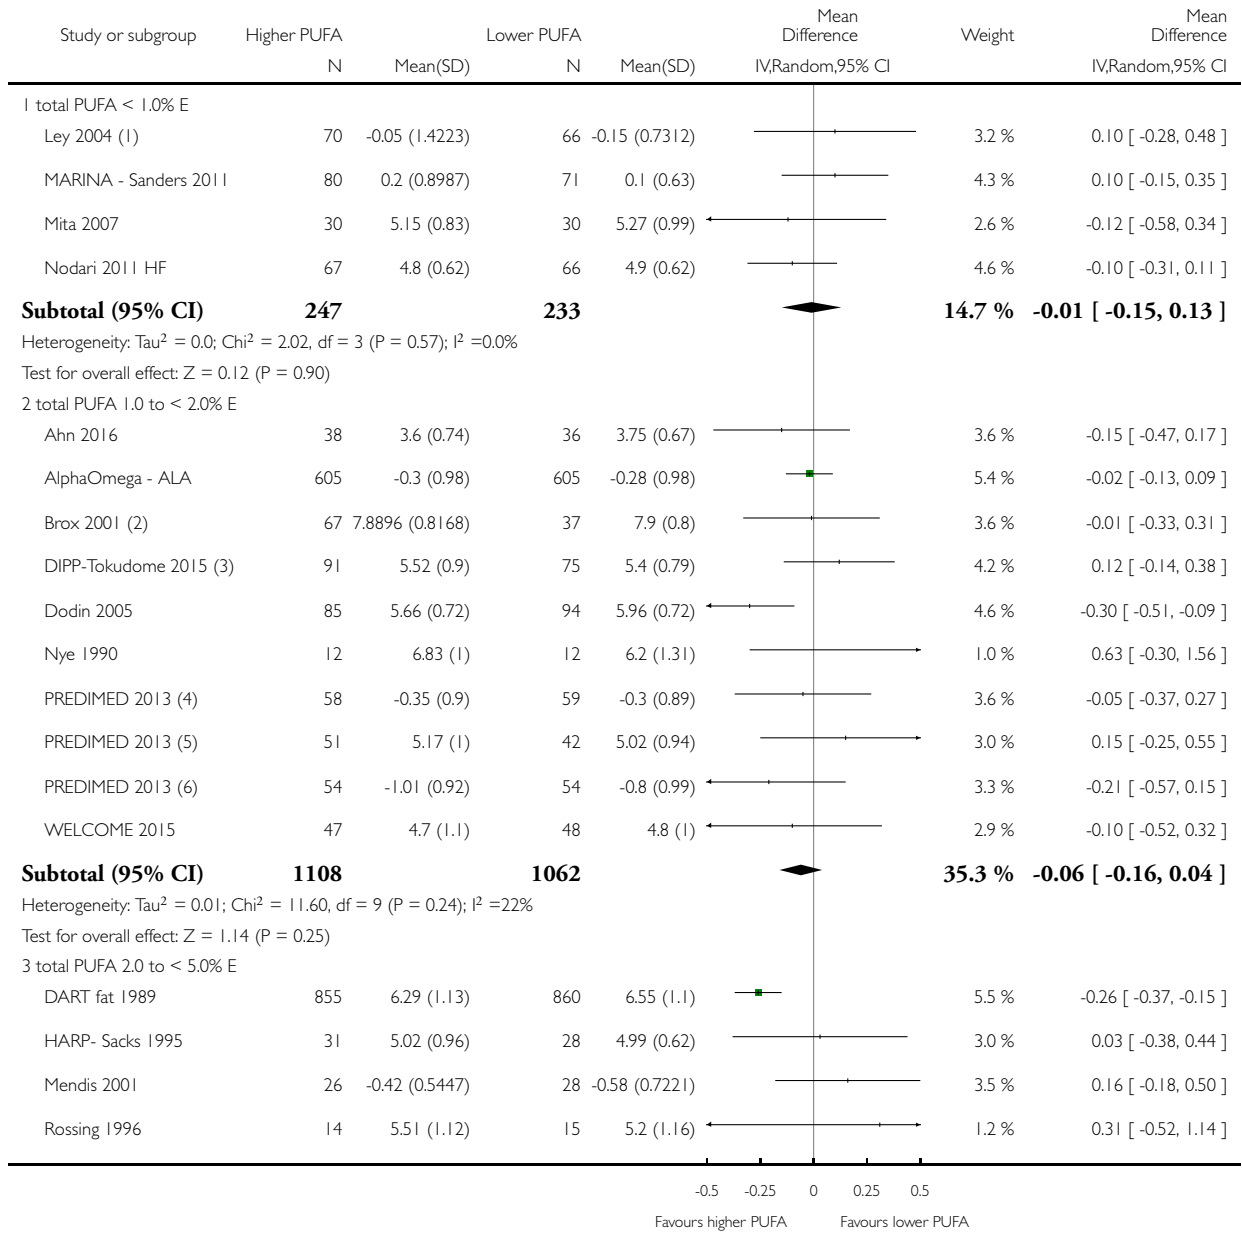 Study or subgroup Higher PUFA Lower PUFA Mean Difference Weight Mean Difference
N Mean(SD) N Mean(SD) IV,Random,95% CI IV,Random,95% CI
1 total PUFA < 1.0% E
Ley 2004 (1) 70 -0.05 (1.4223) 66 -0.15 (0.7312) 3.2 % 0.10 [ -0.28, 0.48 ]
MARINA - Sanders 2011 80 0.2 (0.8987) 71 0.1 (0.63) 4.3 % 0.10 [ -0.15, 0.35 ]
Mita 2007 30 5.15 (0.83) 30 5.27 (0.99) 2.6 % -0.12 [ -0.58, 0.34 ]
Nodari 2011 HF 67 4.8 (0.62) 66 4.9 (0.62) 4.6 % -0.10 [ -0.31, 0.11 ]
Subtotal (95% CI) 247 233 14.7 % -0.01 [ -0.15, 0.13 ]
Heterogeneity: Tau² = 0.0; Chi² = 2.02, df = 3 (P = 0.57); I² =0.0%
Test for overall effect: Z = 0.12 (P = 0.90)
2 total PUFA 1.0 to < 2.0% E
Ahn 2016 38 3.6 (0.74) 36 3.75 (0.67) 3.6 % -0.15 [ -0.47, 0.17 ]
AlphaOmega - ALA 605 -0.3 (0.98) 605 -0.28 (0.98) 5.4 % -0.02 [ -0.13, 0.09 ]
Brox 2001 (2) 67 7.8896 (0.8168) 37 7.9 (0.8) 3.6 % -0.01 [ -0.33, 0.31 ]
DIPP-Tokudome 2015 (3) 91 5.52 (0.9) 75 5.4 (0.79) 4.2 % 0.12 [ -0.14, 0.38 ]
Dodin 2005 85 5.66 (0.72) 94 5.96 (0.72) 4.6 % -0.30 [ -0.51, -0.09 ]
Nye 1990 12 6.83 (1) 12 6.2 (1.31) 1.0 % 0.63 [ -0.30, 1.56 ]
PREDIMED 2013 (4) 58 -0.35 (0.9) 59 -0.3 (0.89) 3.6 % -0.05 [ -0.37, 0.27 ]
PREDIMED 2013 (5) 51 5.17 (1) 42 5.02 (0.94) 3.0 % 0.15 [ -0.25, 0.55 ]
PREDIMED 2013 (6) 54 -1.01 (0.92) 54 -0.8 (0.99) 3.3 % -0.21 [ -0.57, 0.15 ]
WELCOME 2015 47 4.7 (1.1) 48 4.8 (1) 2.9 % -0.10 [ -0.52, 0.32 ]
Subtotal (95% CI) 1108 1062 35.3 % -0.06 [ -0.16, 0.04 ]
Heterogeneity: Tau² = 0.01; Chi² = 11.60, df = 9 (P = 0.24); I² =22%
Test for overall effect: Z = 1.14 (P = 0.25)
3 total PUFA 2.0 to < 5.0% E
DART fat 1989 855 6.29 (1.13) 860 6.55 (1.1) 5.5 % -0.26 [ -0.37, -0.15 ]
HARP- Sacks 1995 31 5.02 (0.96) 28 4.99 (0.62) 3.0 % 0.03 [ -0.38, 0.44 ]
Mendis 2001 26 -0.42 (0.5447) 28 -0.58 (0.7221) 3.5 % 0.16 [ -0.18, 0.50 ]
Rossing 1996 14 5.51 (1.12) 15 5.2 (1.16) 1.2 % 0.31 [ -0.52, 1.14 ]
-0.5 -0.25 0 0.25 0.5
Favours higher PUFA Favours lower PUFA